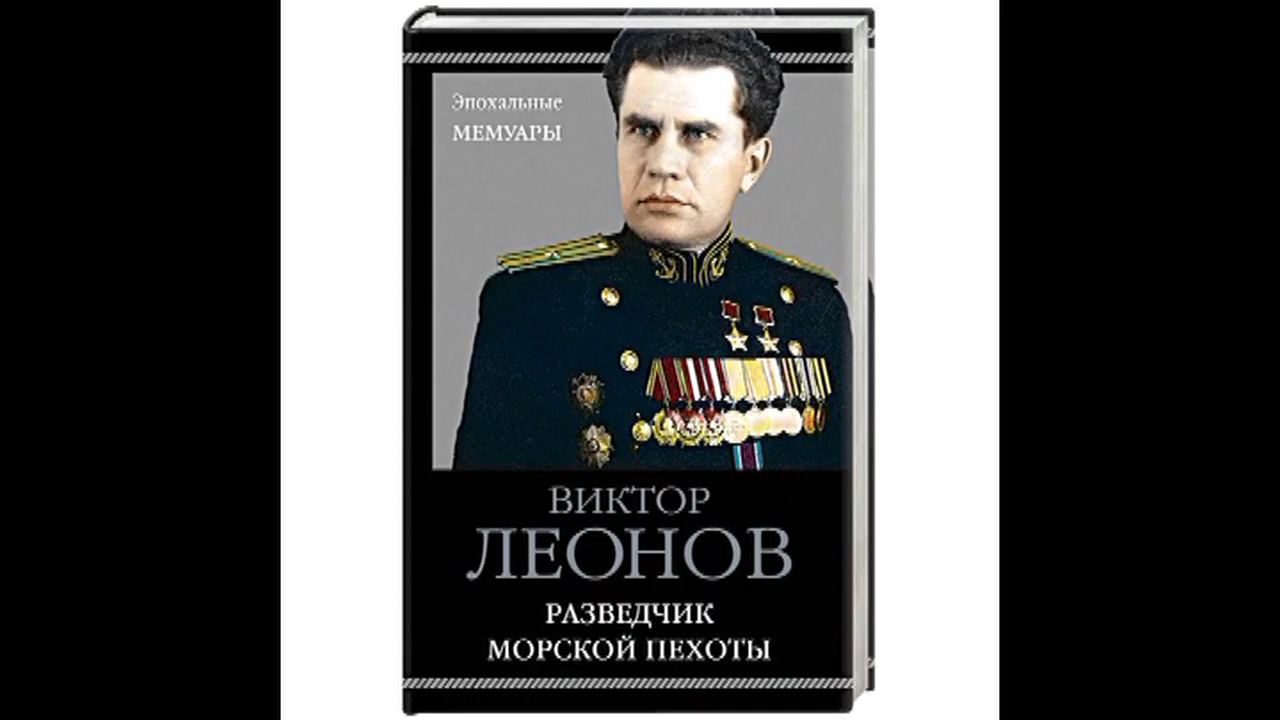 Эпохальные
МЕМУАРЫ
ВИКТОР
ЛЕОНОВ
РАЗВЕДЧИК
МОРСКОЙ ПЕХОТЫ